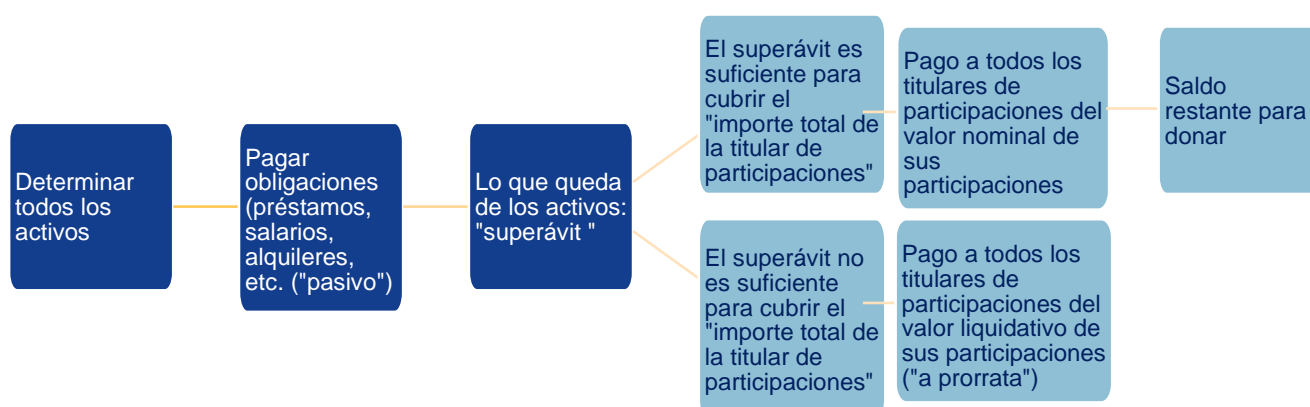 Determinar
todos los
activos
Pagar
obligaciones
(préstamos,
salarios,
alquileres,
etc. ("pasivo")
Lo que queda
de los activos:
"superávit "
El superávit es
suficiente para
cubrir el
"importe total de
la titular de
participaciones"
Pago a todos los
titulares de
participaciones del
valor nominal de
sus
participaciones
Saldo
restante para
donar
El superávit no
es suficiente
para cubrir el
"importe total de
la titular de
participaciones"
Pago a todos los
titulares de
participaciones del
valor liquidativo de
sus participaciones
("a prorrata")